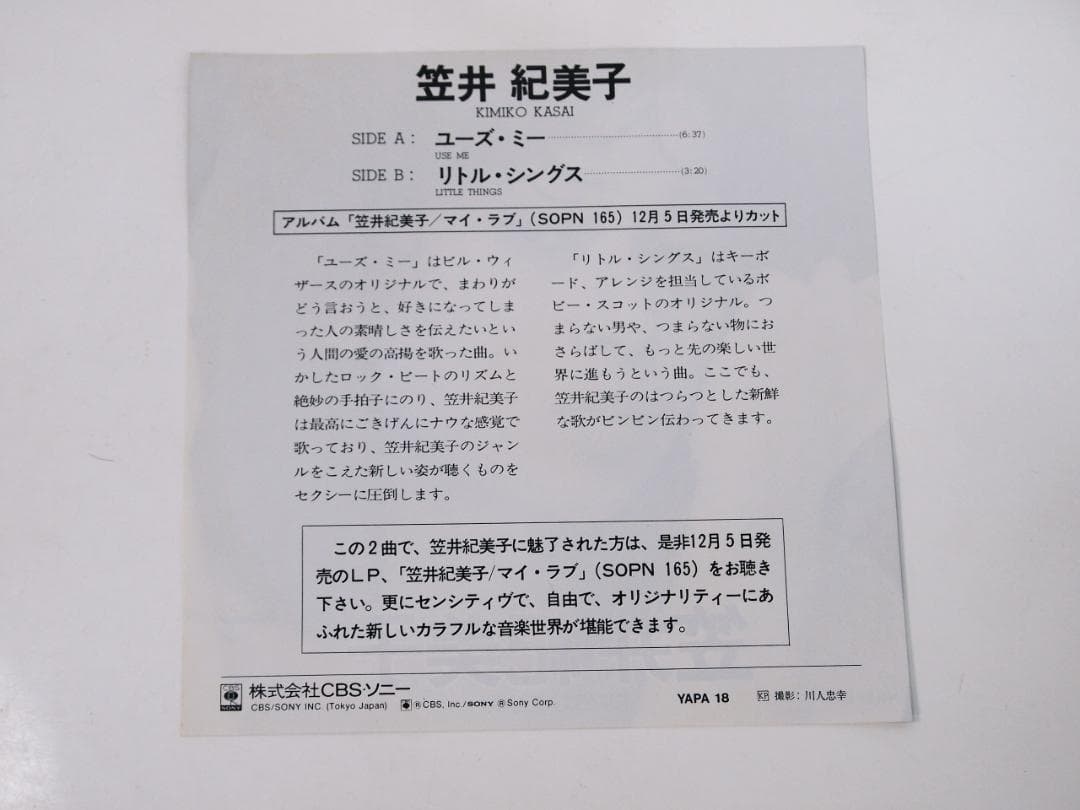 笠井 紀美子
KIMIKO KASAI
SIDE A： ユーズ・ミー (6:37)
USE ME
SIDE B： リトル・シングス (3:20)
LITTLE THINGS
アルバム「笠井紀美子／マイ・ラブ」(SOPN 165) 12月5日発売よりカット
「ユーズ・ミー」はビル・ウィ
ザースのオリジナルで、まわりが
どう言おうと、好きになってしま
った人の素晴しさを伝えたいとい
う人間の愛の高揚を歌った曲。い
かしたロック・ビートのリズムと
絶妙の手拍子にのり、笠井紀美子
は最高にごきげんにナウな感覚で
歌っており、笠井紀美子のジャン
ルをこえた新しい姿が聴くものを
セクシーに圧倒します。
「リトル・シングス」はキーボ
ード、アレンジを担当しているボ
ビー・スコットのオリジナル。つ
まらない男や、つまらない物にお
さらばして、もっと先の楽しい世
界に進もうという曲。ここでも、
笠井紀美子のはつらつとした新鮮
な歌がビンビン伝わってきます。
この2曲で、笠井紀美子に魅了された方は、是非12月5日発
売のLP、「笠井紀美子/マイ・ラブ」(SOPN 165) をお聴き
下さい。更にセンシティヴで、自由で、オリジナリティーにあ
ふれた新しいカラフルな音楽世界が堪能できます。
CBS SONY 株式会社CBS・ソニー
CBS/SONY INC. (Tokyo Japan) ® CBS, Inc./SONY ® Sony Corp. YAPA 18 KP 撮影：川人忠幸